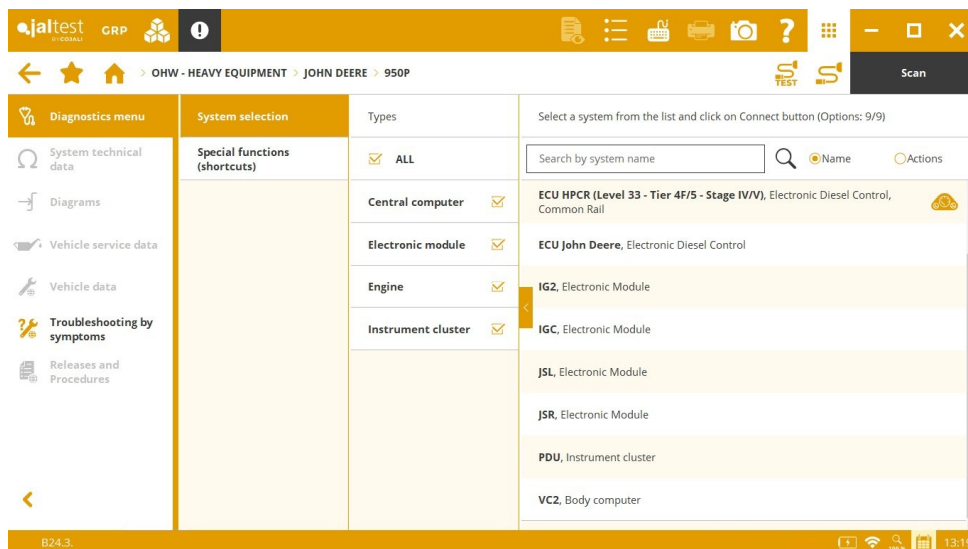 jaltest GRP
BY COJALI
> OHW - HEAVY EQUIPMENT > JOHN DEERE > 950P
TEST
Scan
Diagnostics menu
System technical
data
Diagrams
Vehicle service data
Vehicle data
Troubleshooting by
symptoms
Releases and
Procedures
System selection
Special functions
(shortcuts)
Types
ALL
Central computer
Electronic module
Engine
Instrument cluster
Select a system from the list and click on Connect button (Options: 9/9)
Search by system name
Name
Actions
ECU HPCR (Level 33 - Tier 4F/5 - Stage IV/V), Electronic Diesel Control,
Common Rail
ECU John Deere, Electronic Diesel Control
IG2, Electronic Module
IGC, Electronic Module
JSL, Electronic Module
JSR, Electronic Module
PDU, Instrument cluster
VC2, Body computer
B24.3.